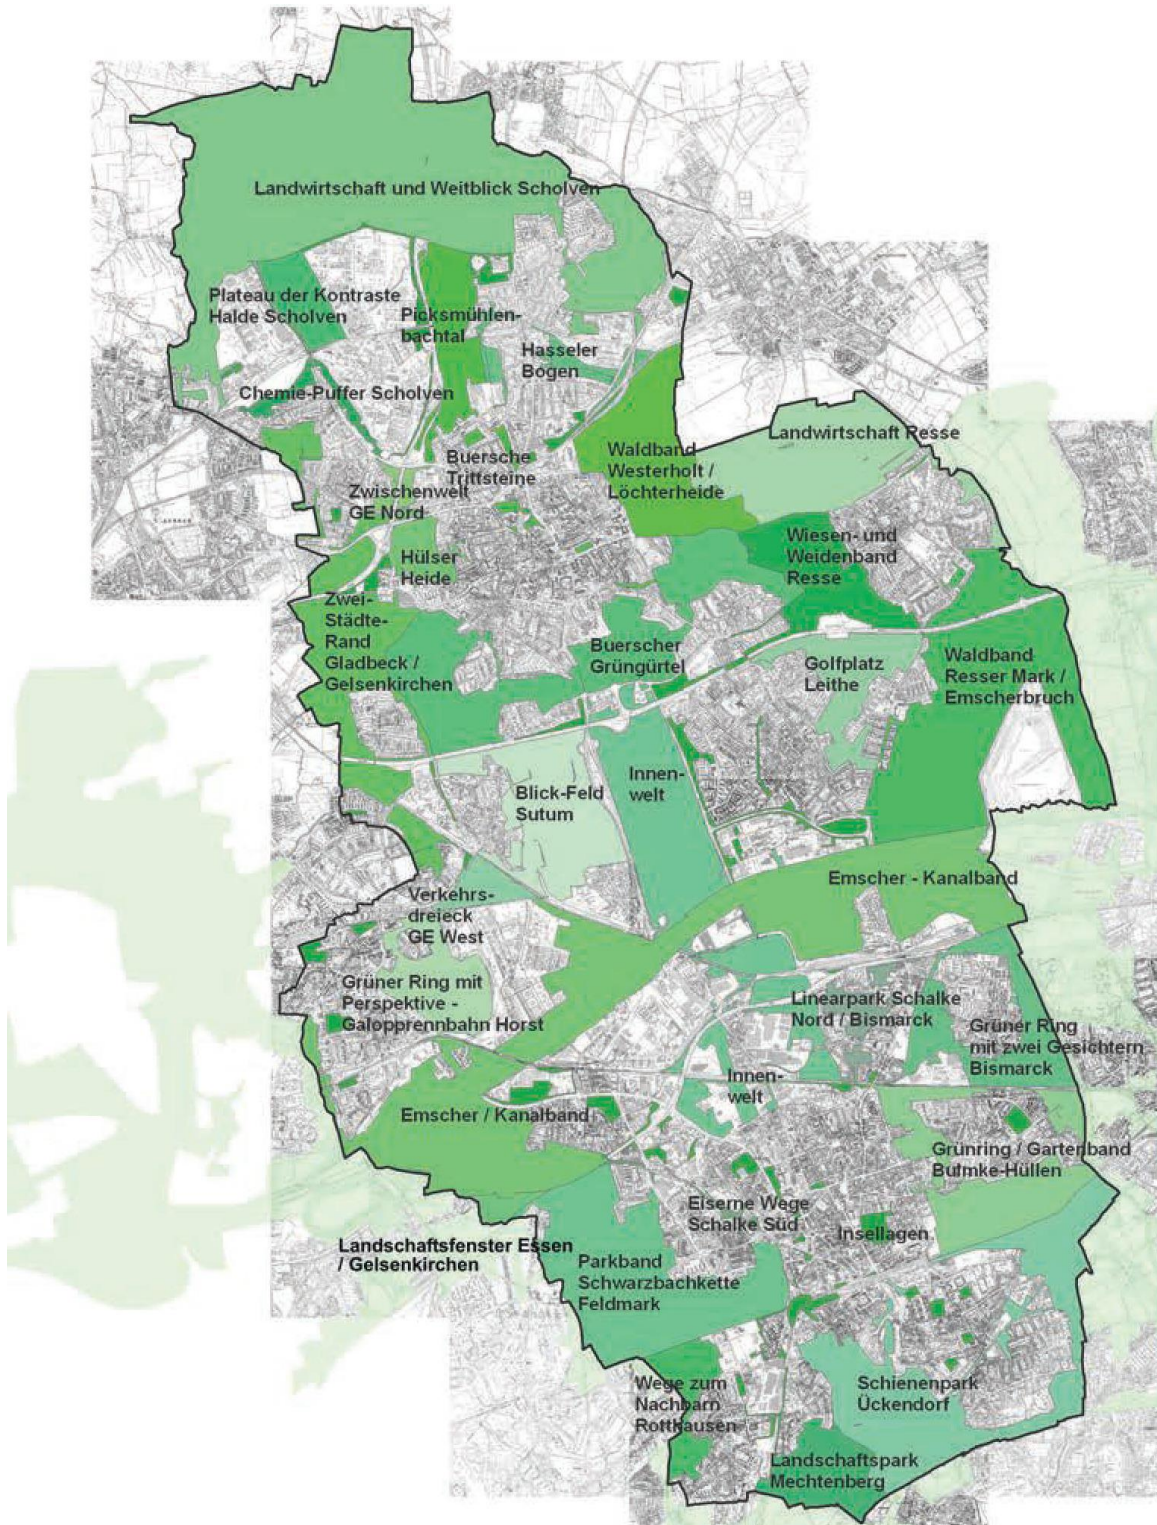 Landwirtschaft und Weitblick Scholven
Plateau der Kontraste
Halde Scholven
Picksmühlen-
bachtal
Hasseler
Bogen
Chemie-Puffer Scholven
Landwirtschaft Resse
Waldband
Westerholt /
Löchterheide
Buersche
Trittsteine
Zwischenwelt
GE Nord
Wiesen- und
Weidenband
Resse
Hülser
Heide
Zwei-
Städte-
Rand
Gladbeck /
Gelsenkirchen
Buerscher
Grüngürtel
Golfplatz
Leithe
Waldband
Resser Mark /
Emscherbruch
Innen-
welt
Blick-Feld
Sutum
Emscher - Kanalband
Verkehrs-
dreieck
GE West
Grüner Ring mit
Perspektive -
Galopprennbahn Horst
Linearpark Schalke
Nord / Bismarck
Grüner Ring
mit zwei Gesichtern
Bismarck
Innen-
welt
Emscher / Kanalband
Grünring / Gartenband
Bulmke-Hüllen
Eiserne Wege
Schalke Süd
Insellagen
Landschaftsfenster Essen
/ Gelsenkirchen
Parkband
Schwarzbachkette
Feldmark
Wege zum
Nachbarn
Rotthausen
Schienenpark
Ückendorf
Landschaftspark
Mechtenberg